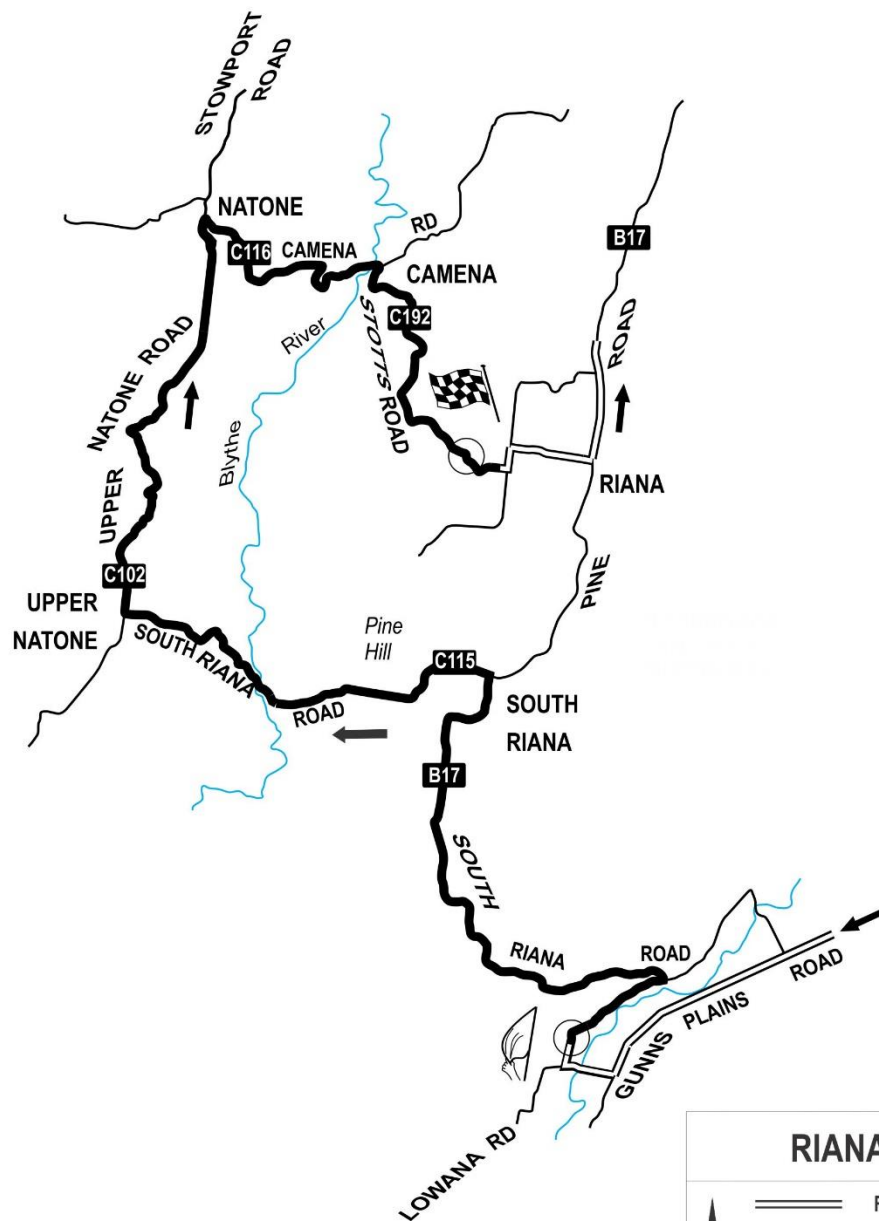 STOWPORT
ROAD
NATONE
C116
CAMENA
RD
CAMENA
B17
ROAD
C192
STOTTS ROAD
River
Blythe
NATONE ROAD
UPPER
RIANA
PINE
C102
UPPER
NATONE
SOUTH RIANA
ROAD
Pine
Hill
C115
SOUTH
RIANA
B17
SOUTH
RIANA
ROAD
GUNNS
PLAINS
ROAD
LOWANA RD
RIANA